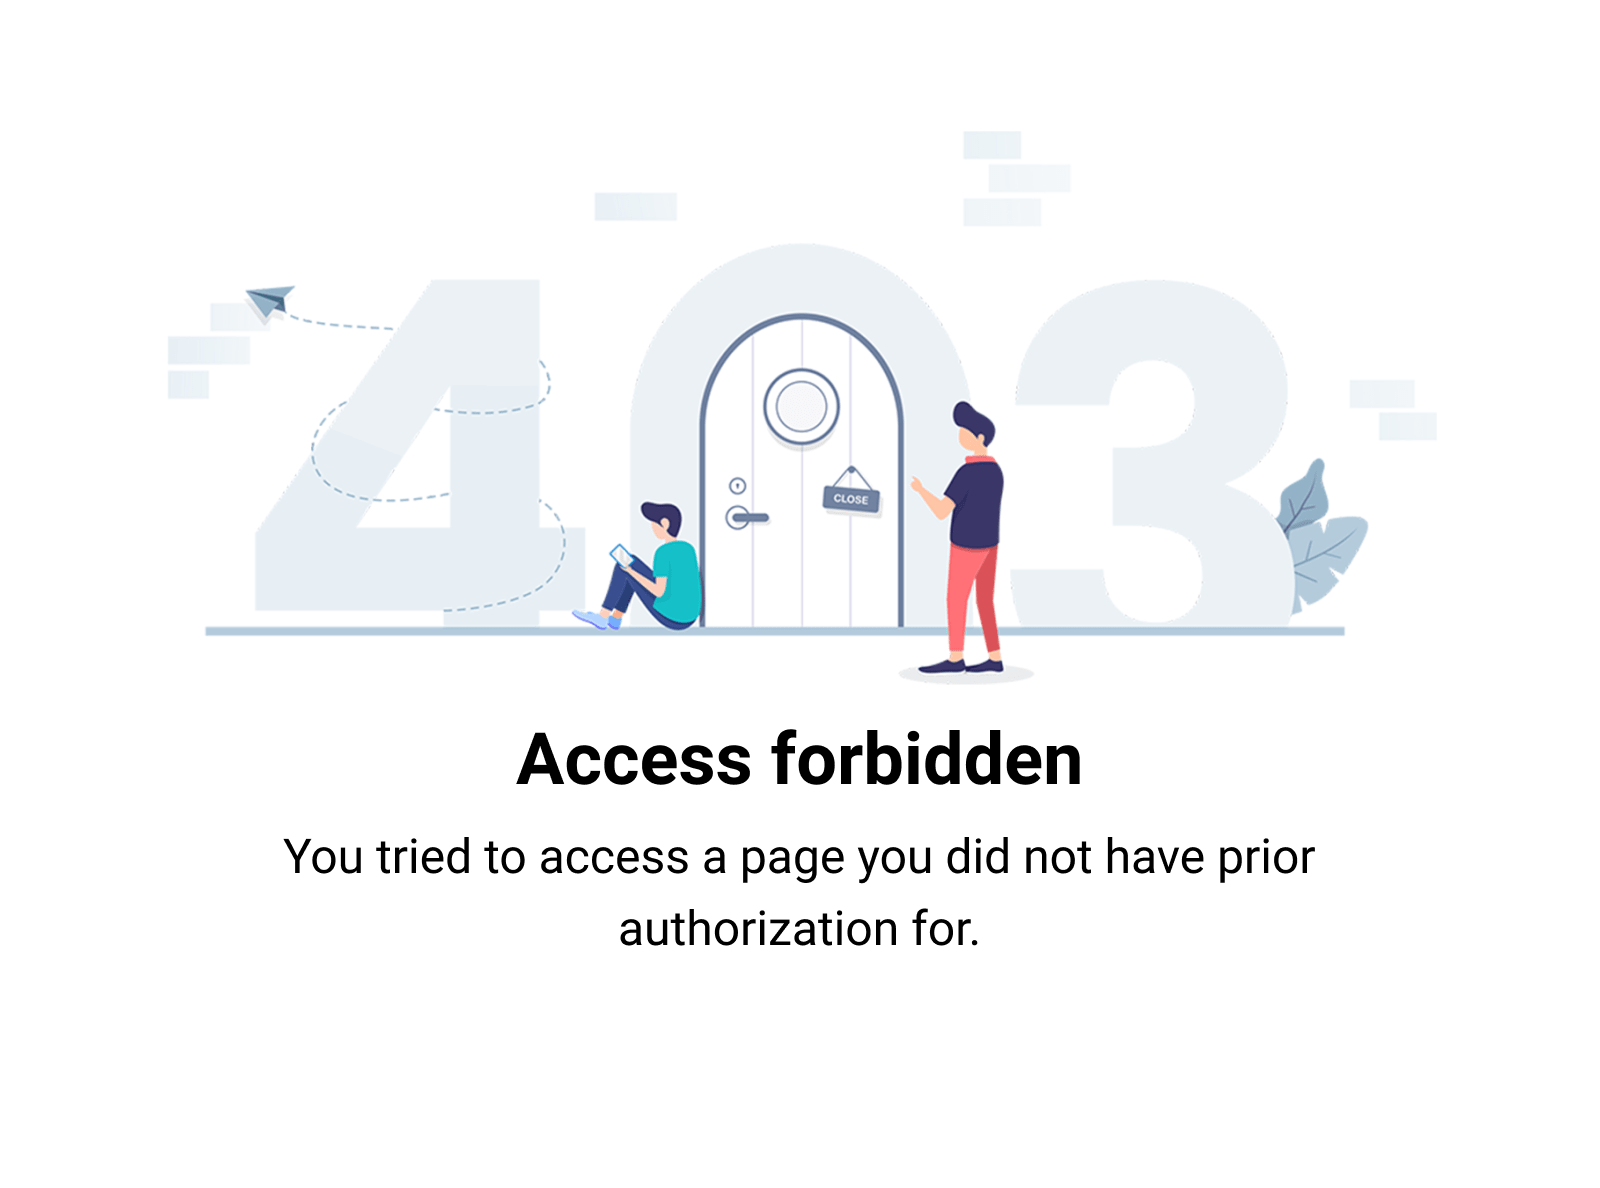 403
CLOSE
Access forbidden
You tried to access a page you did not have prior
authorization for.